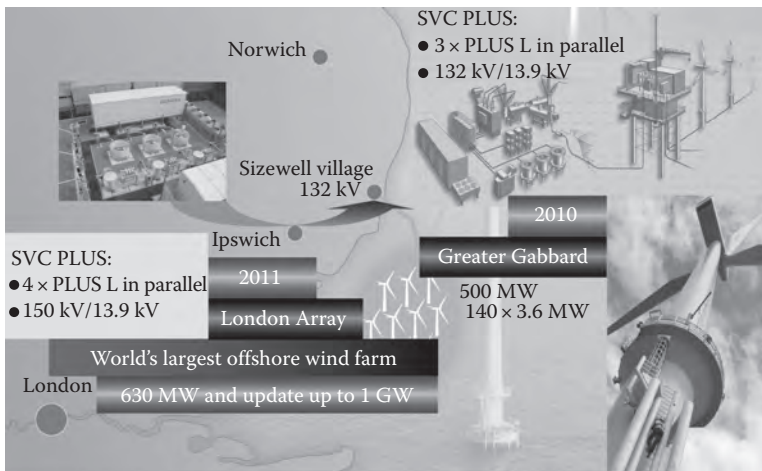 SVC PLUS:
● 3 × PLUS L in parallel
● 132 kV/13.9 kV
Norwich
Sizewell village
132 kV
Ipswich
2010
Greater Gabbard
500 MW
140 × 3.6 MW
SVC PLUS:
● 4 × PLUS L in parallel
● 150 kV/13.9 kV
2011
London Array
World's largest offshore wind farm
London
630 MW and update up to 1 GW